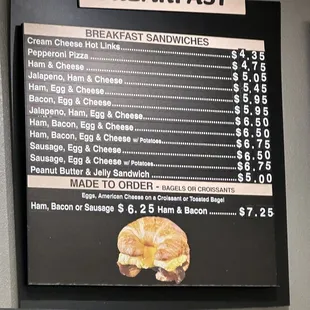 BREAKFAST
BREAKFAST SANDWICHES
Cream Cheese Hot Links $4.35
Pepperoni Pizza $4.75
Ham & Cheese $5.05
Jalapeno, Ham & Cheese $5.45
Ham, Egg & Cheese $5.95
Bacon, Egg & Cheese $5.95
Jalapeno, Ham, Egg & Cheese $6.50
Ham, Bacon, Egg & Cheese $6.50
Ham, Bacon, Egg & Cheese w/ Potatoes $6.75
Sausage, Egg & Cheese $6.50
Sausage, Egg & Cheese w/ Potatoes $6.75
Peanut Butter & Jelly Sandwich $5.00
MADE TO ORDER - BAGELS OR CROISSANTS
Eggs, American Cheese on a Croissant or Toasted Bagel
Ham, Bacon or Sausage $6.25 Ham & Bacon $7.25